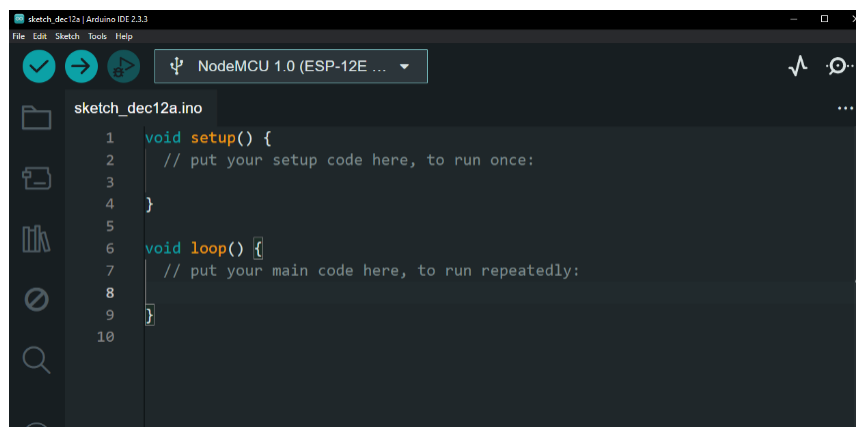 sketch_dec12a | Arduino IDE 2.3.3
File Edit Sketch Tools Help
NodeMCU 1.0 (ESP-12E ...
sketch_dec12a.ino
1 void setup() {
2 // put your setup code here, to run once:
3
4 }
5
6 void loop() {
7 // put your main code here, to run repeatedly:
8
9 }
10